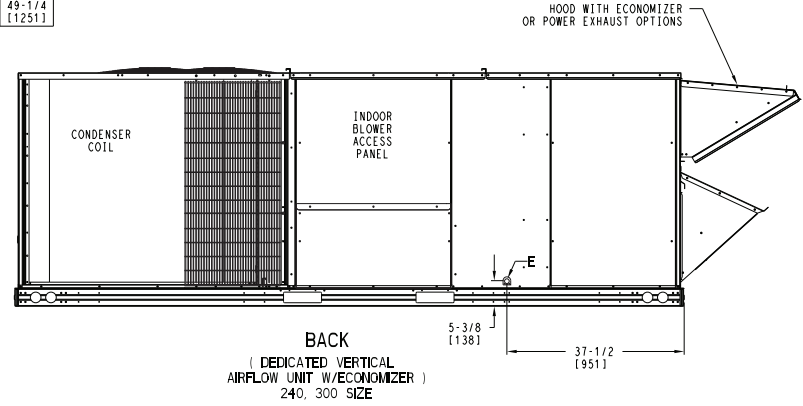 49-1/4
[1251]
HOOD WITH ECONOMIZER
OR POWER EXHAUST OPTIONS
CONDENSER
COIL
INDOOR
BLOWER
ACCESS
PANEL
E
5-3/8
[138]
37-1/2
[951]
BACK
( DEDICATED VERTICAL
AIRFLOW UNIT W/ECONOMIZER )
240, 300 SIZE